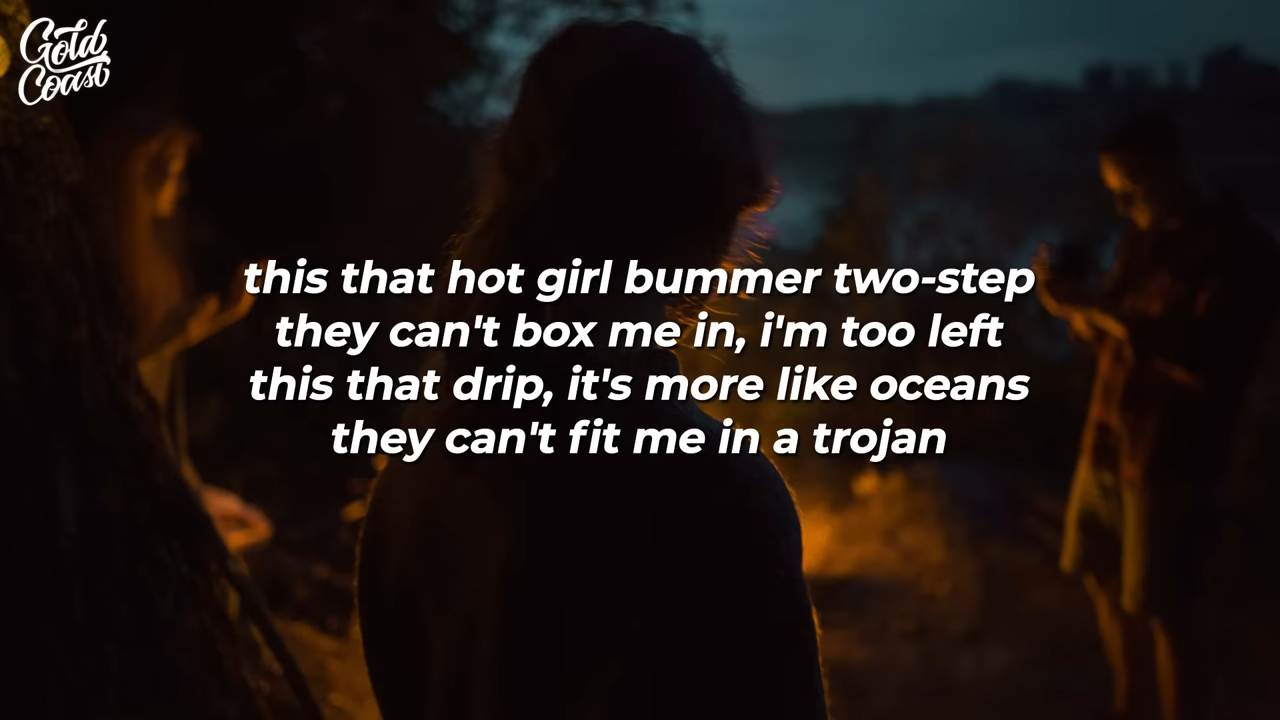 Gold
Coast
this that hot girl bummer two-step
they can't box me in, i'm too left
this that drip, it's more like oceans
they can't fit me in a trojan